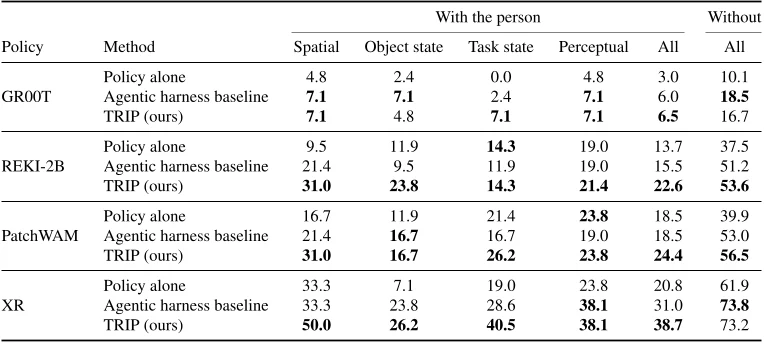 With the person Without
Policy Method Spatial Object state Task state Perceptual All All
Policy alone 4.8 2.4 0.0 4.8 3.0 10.1
GR00T Agentic harness baseline 7.1 7.1 2.4 7.1 6.0 18.5
TRIP (ours) 7.1 4.8 7.1 7.1 6.5 16.7
Policy alone 9.5 11.9 14.3 19.0 13.7 37.5
REKI-2B Agentic harness baseline 21.4 9.5 11.9 19.0 15.5 51.2
TRIP (ours) 31.0 23.8 14.3 21.4 22.6 53.6
Policy alone 16.7 11.9 21.4 23.8 18.5 39.9
PatchWAM Agentic harness baseline 21.4 16.7 16.7 19.0 18.5 53.0
TRIP (ours) 31.0 16.7 26.2 23.8 24.4 56.5
Policy alone 33.3 7.1 19.0 23.8 20.8 61.9
XR Agentic harness baseline 33.3 23.8 28.6 38.1 31.0 73.8
TRIP (ours) 50.0 26.2 40.5 38.1 38.7 73.2